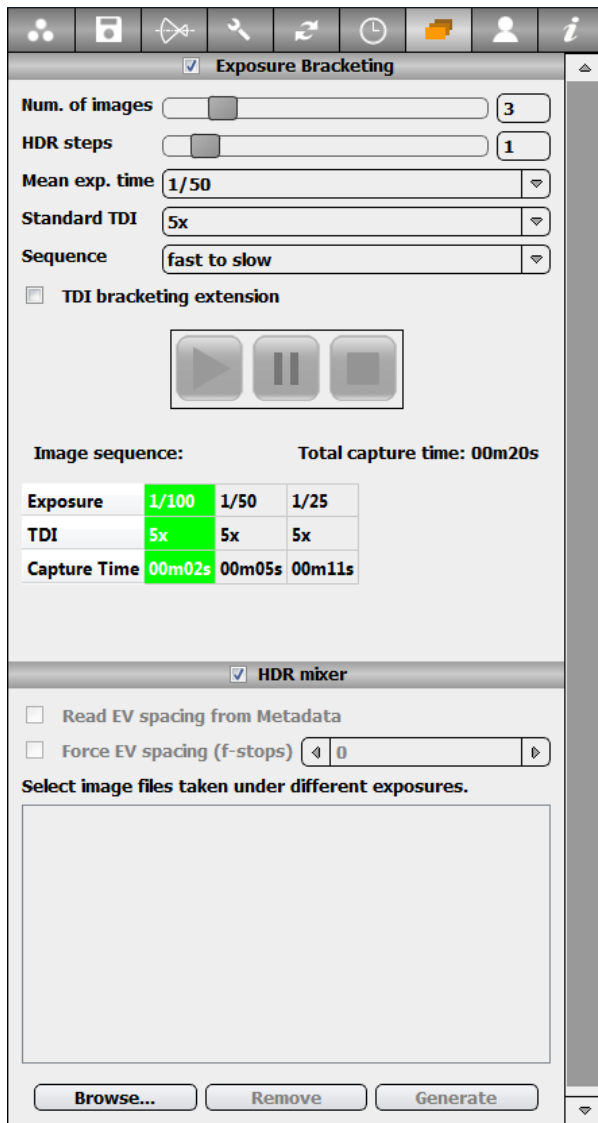 i
Exposure Bracketing
Num. of images 3
HDR steps 1
Mean exp. time 1/50
Standard TDI 5x
Sequence fast to slow
TDI bracketing extension
Image sequence: Total capture time: 00m20s
Exposure 1/100 1/50 1/25
TDI 5x 5x 5x
Capture Time 00m02s 00m05s 00m11s
HDR mixer
Read EV spacing from Metadata
Force EV spacing (f-stops) 0
Select image files taken under different exposures.
Browse... Remove Generate